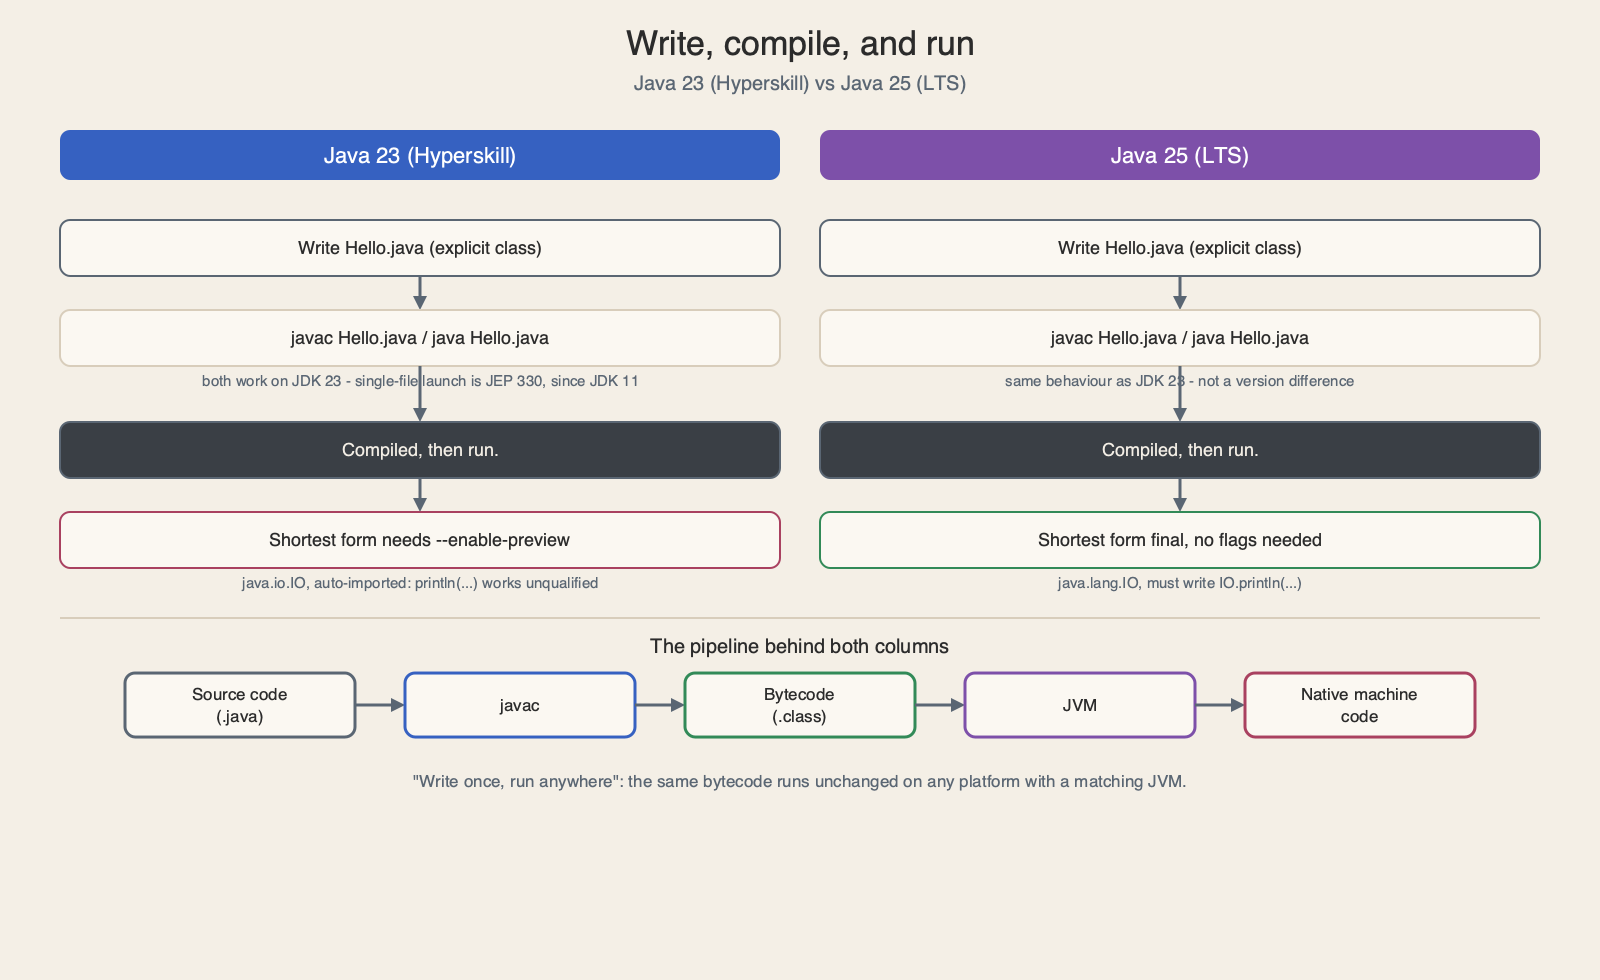 Write, compile, and run
Java 23 (Hyperskill) vs Java 25 (LTS)
Java 23 (Hyperskill)
Write Hello.java (explicit class)
javac Hello.java / java Hello.java
both work on JDK 23 - single-file launch is JEP 330, since JDK 11
Compiled, then run.
Shortest form needs --enable-preview
java.io.IO, auto-imported: println(...) works unqualified
Java 25 (LTS)
Write Hello.java (explicit class)
javac Hello.java / java Hello.java
same behaviour as JDK 23 - not a version difference
Compiled, then run.
Shortest form final, no flags needed
java.lang.IO, must write IO.println(...)
The pipeline behind both columns
Source code
(.java)
javac
Bytecode
(.class)
JVM
Native machine
code
"Write once, run anywhere": the same bytecode runs unchanged on any platform with a matching JVM.